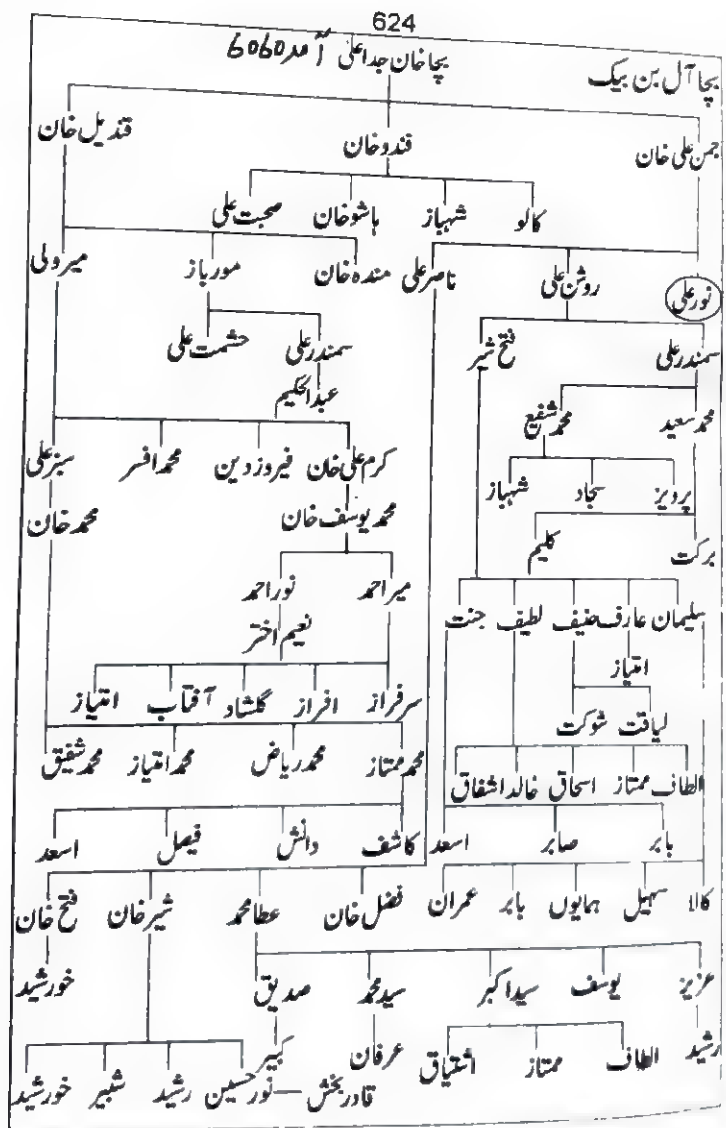 624
بچا آل بن بیک
بچا خان جداعلی آمد 6060
جمن علی خان قندو خان قندیل خان
کالو شہباز ہاشو خان صحبت علی
نور علی روشن علی ناصر علی مندہ خان مور باز میر ولی
سمندر علی فتح شیر سمندر علی حشمت علی
عبدالحکیم
محمد سعید محمد شفیع کرم علی خان فیروز دین محمد افسر سبز علی
پرویز سجاد شہباز محمد یوسف خان محمد خان
برکت کلیم میر احمد نور احمد
سلیمان عارف حنیف لطیف جنت نعیم اختر
امتیاز
سرفراز افراز گلشاد آفتاب امتیاز
لیاقت شوکت
الطاف ممتاز اسحاق خالد اشفاق محمد ممتاز محمد ریاض محمد امتیاز محمد شفیق
بابر صابر اسعد کاشف دانش فیصل اسعد
کالا سہیل ہمایوں بابر عمران فضل خان عطا محمد شیر خان فتح خان
عزیز یوسف سید اکبر سید محمد صدیق خورشید
رشید الطاف ممتاز اشتیاق عرفان کبیر
قادر بخش — نور حسین رشید شبیر خورشید